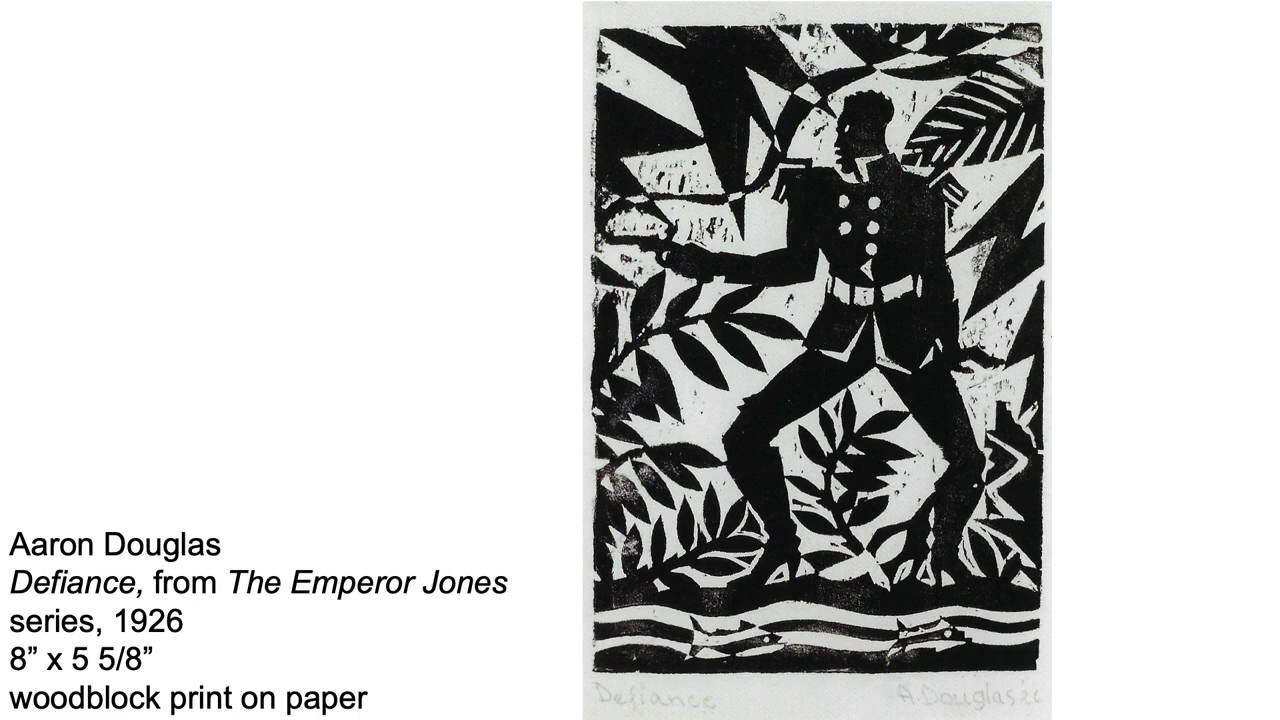 Aaron Douglas
Defiance, from The Emperor Jones
series, 1926
8” x 5 5/8”
woodblock print on paper
Defiance
A.Douglas